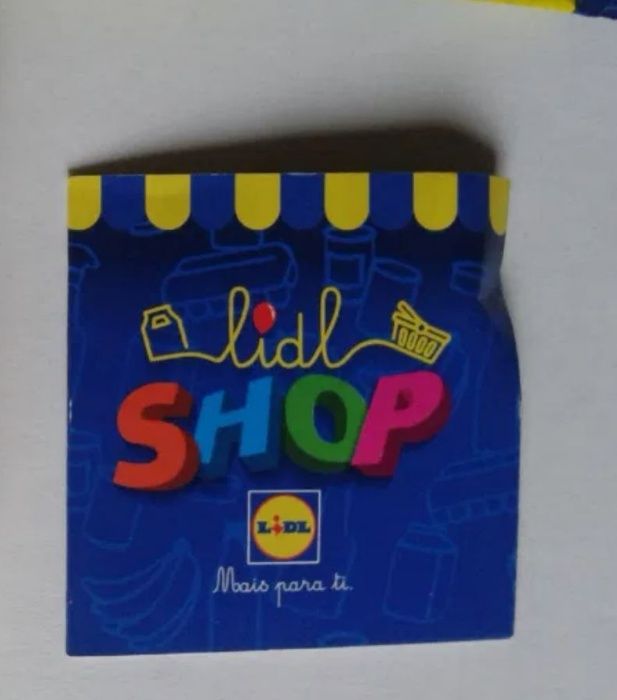 lidl
SHOP
LiDL
Mais para ti.